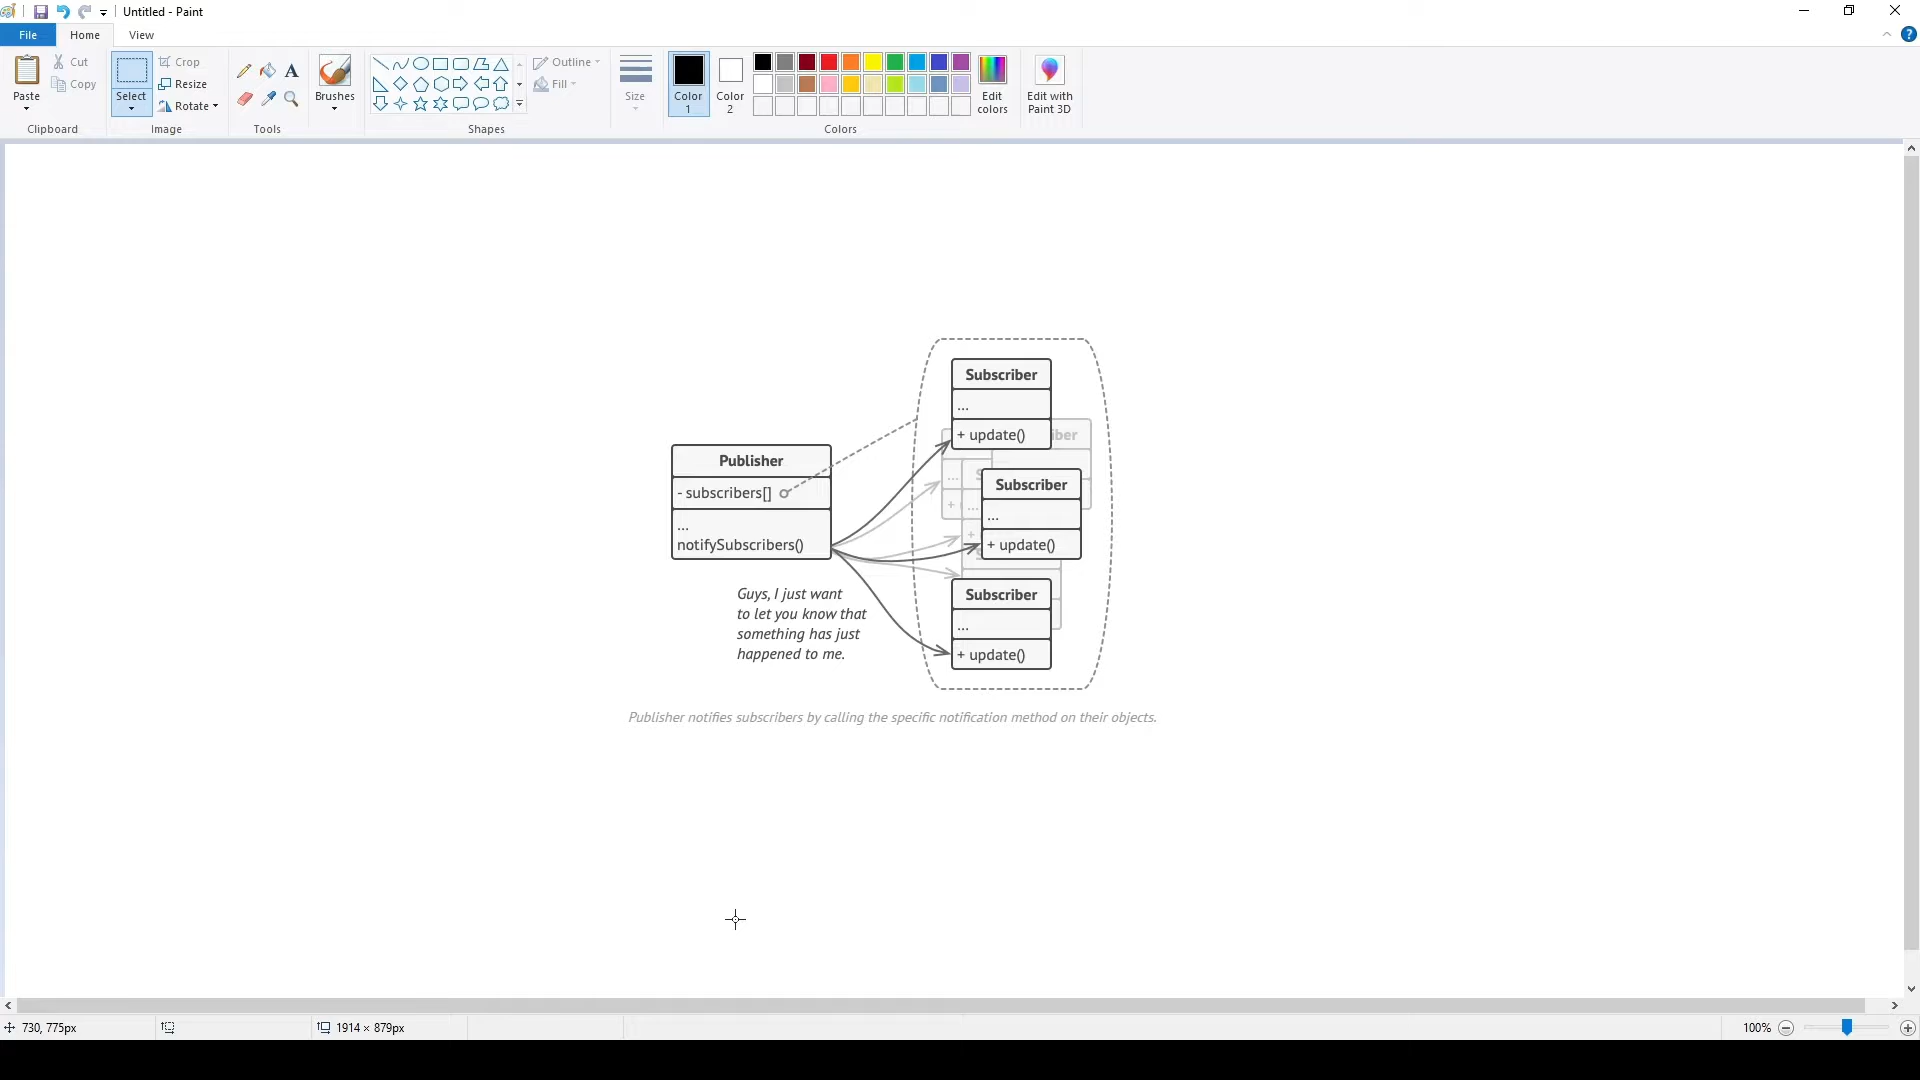 Untitled - Paint
File
Home
View
Paste
Cut
Copy
Clipboard
Select
Crop
Resize
Rotate
Image
Tools
Brushes
Shapes
Outline
Fill
Size
Color
1
Color
2
Colors
Edit
colors
Edit with
Paint 3D
Subscriber
...
+ update()
Publisher
- subscribers[]
...
notifySubscribers()
Subscriber
...
+ update()
Subscriber
...
+ update()
Guys, I just want
to let you know that
something has just
happened to me.
Publisher notifies subscribers by calling the specific notification method on their objects.
730, 775px
1914 × 879px
100%